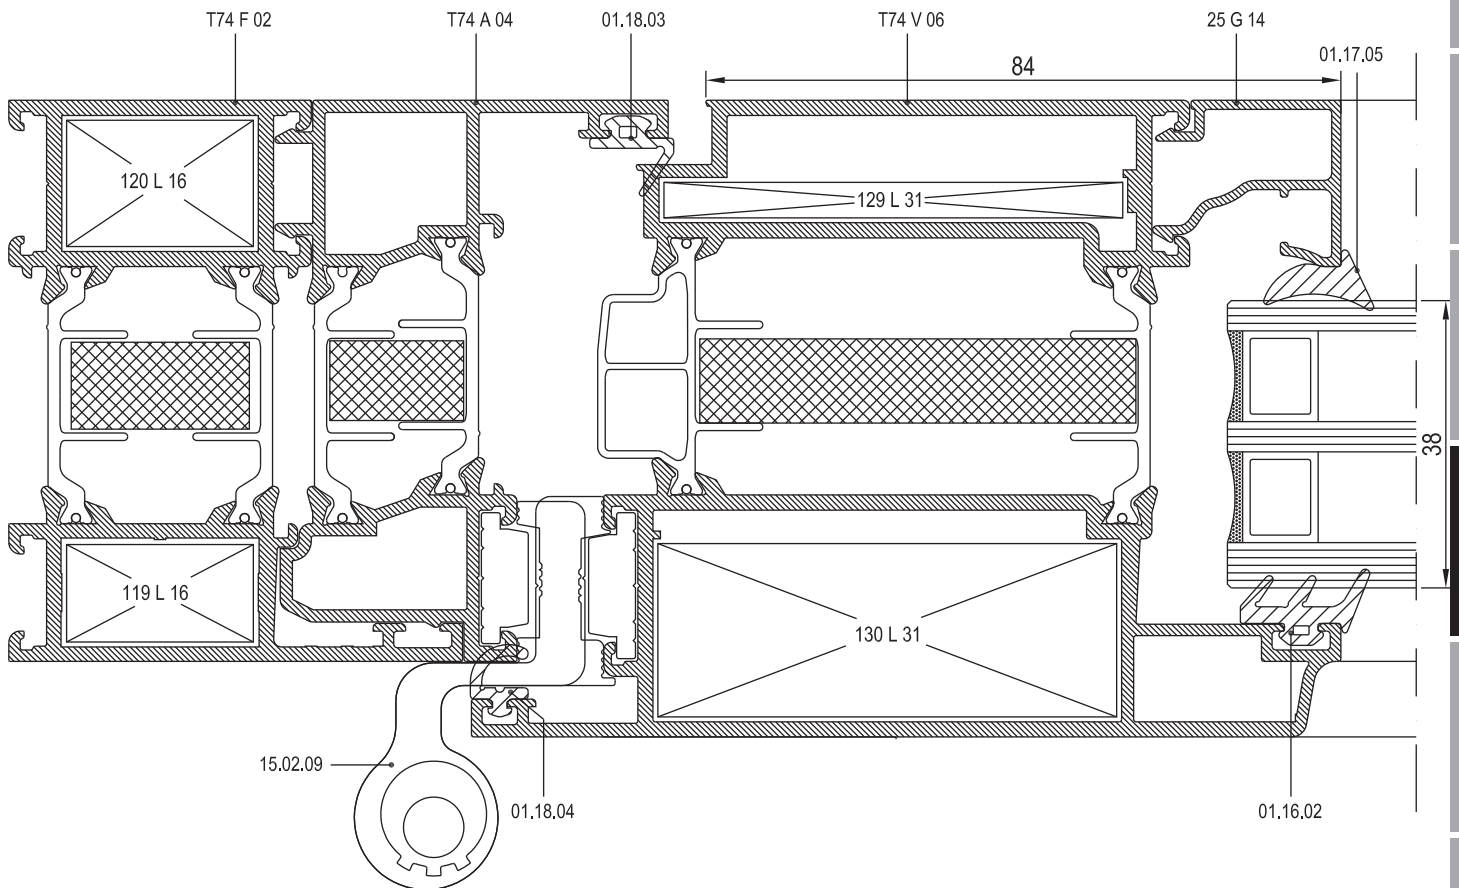 T74 F 02
T74 A 04
01.18.03
T74 V 06
25 G 14
01.17.05
84
120 L 16
129 L 31
38
119 L 16
130 L 31
15.02.09
01.18.04
01.16.02